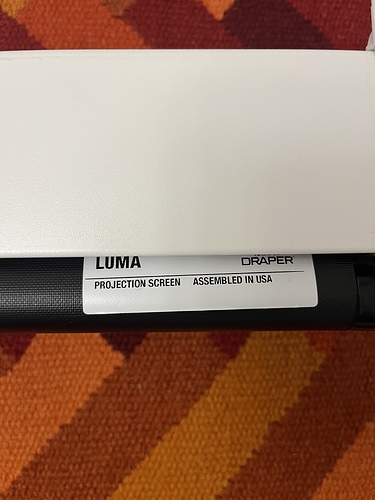 LUMA DRAPER
PROJECTION SCREEN ASSEMBLED IN USA